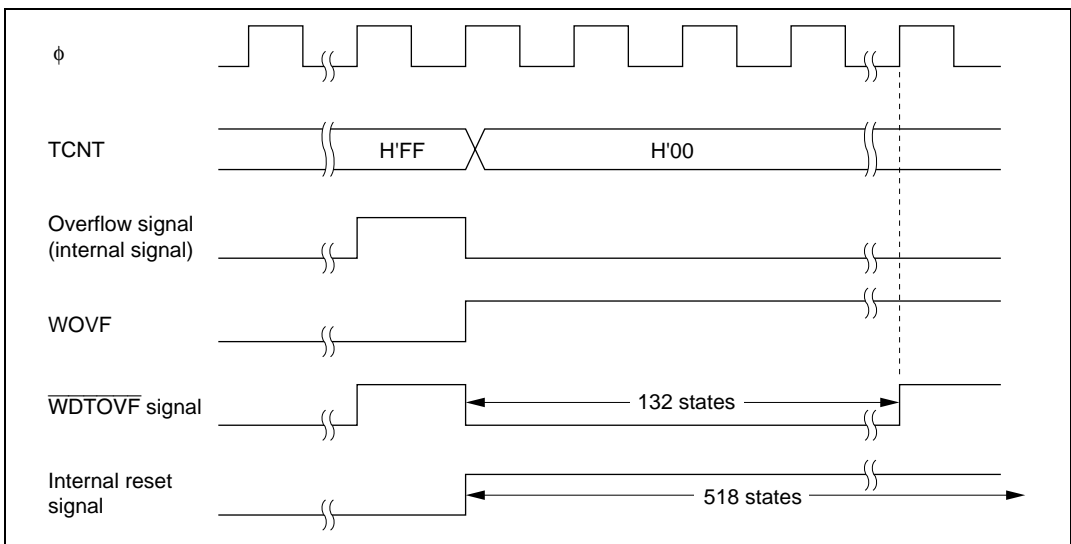 φ
TCNT
H'FF
H'00
Overflow signal
(internal signal)
WOVF
WDTOVF signal
132 states
Internal reset
signal
518 states